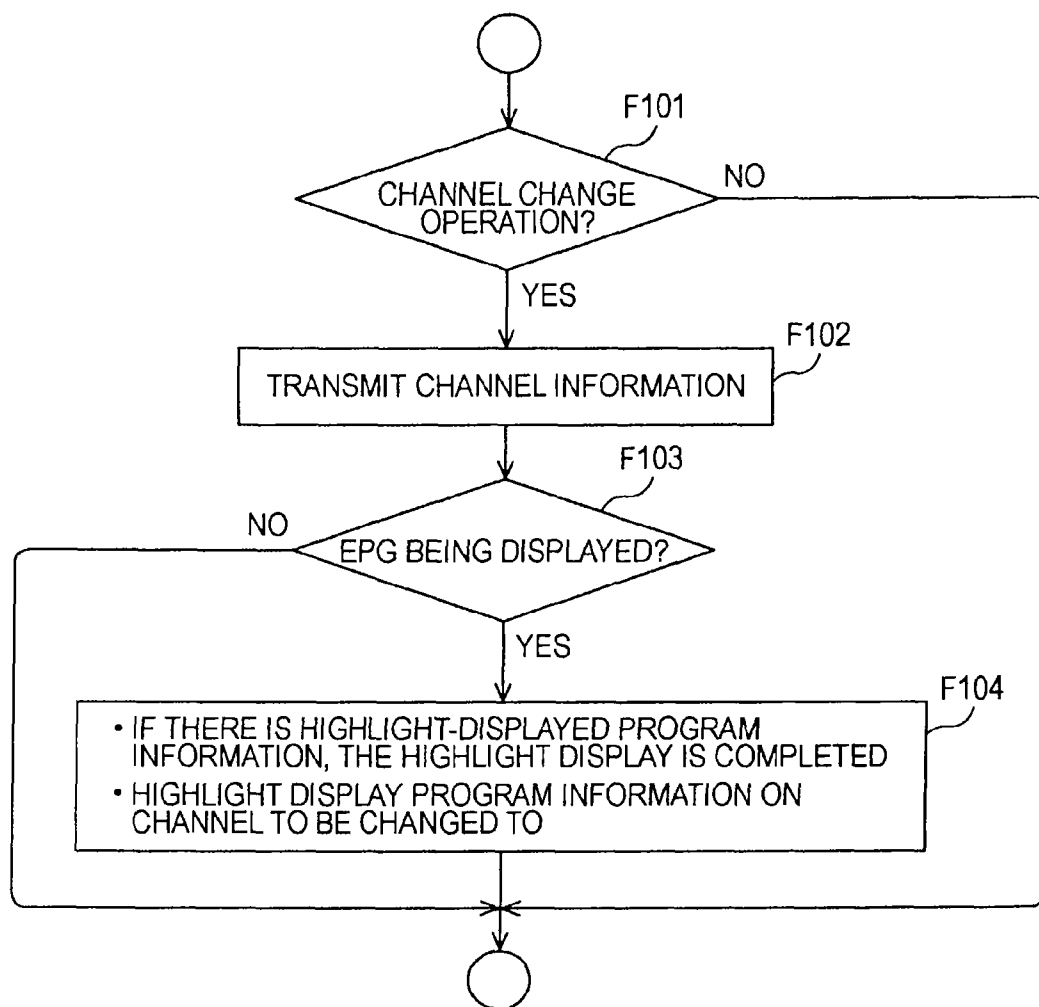 F101
CHANNEL CHANGE
OPERATION?
NO
YES
F102
TRANSMIT CHANNEL INFORMATION
F103
NO
EPG BEING DISPLAYED?
YES
F104
• IF THERE IS HIGHLIGHT-DISPLAYED PROGRAM
INFORMATION, THE HIGHLIGHT DISPLAY IS COMPLETED
• HIGHLIGHT DISPLAY PROGRAM INFORMATION ON
CHANNEL TO BE CHANGED TO